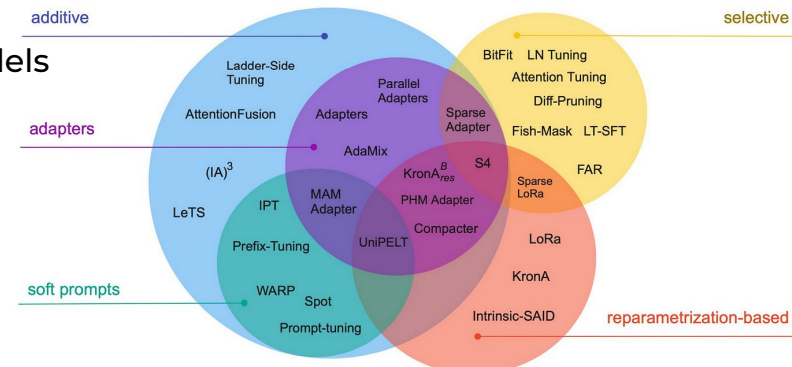 additive
selective
dels
BitFit LN Tuning
Ladder-Side
Tuning
Attention Tuning
Parallel
Adapters
Diff-Pruning
AttentionFusion
Adapters
Sparse
Adapter
adapters
Fish-Mask LT-SFT
AdaMix
S4
FAR
(IA)³
KronA^B_res
Sparse
LoRa
MAM
Adapter
PHM Adapter
IPT
LeTS
Compacter
UniPELT
LoRa
Prefix-Tuning
KronA
soft prompts
WARP
Spot
Intrinsic-SAID
reparametrization-based
Prompt-tuning